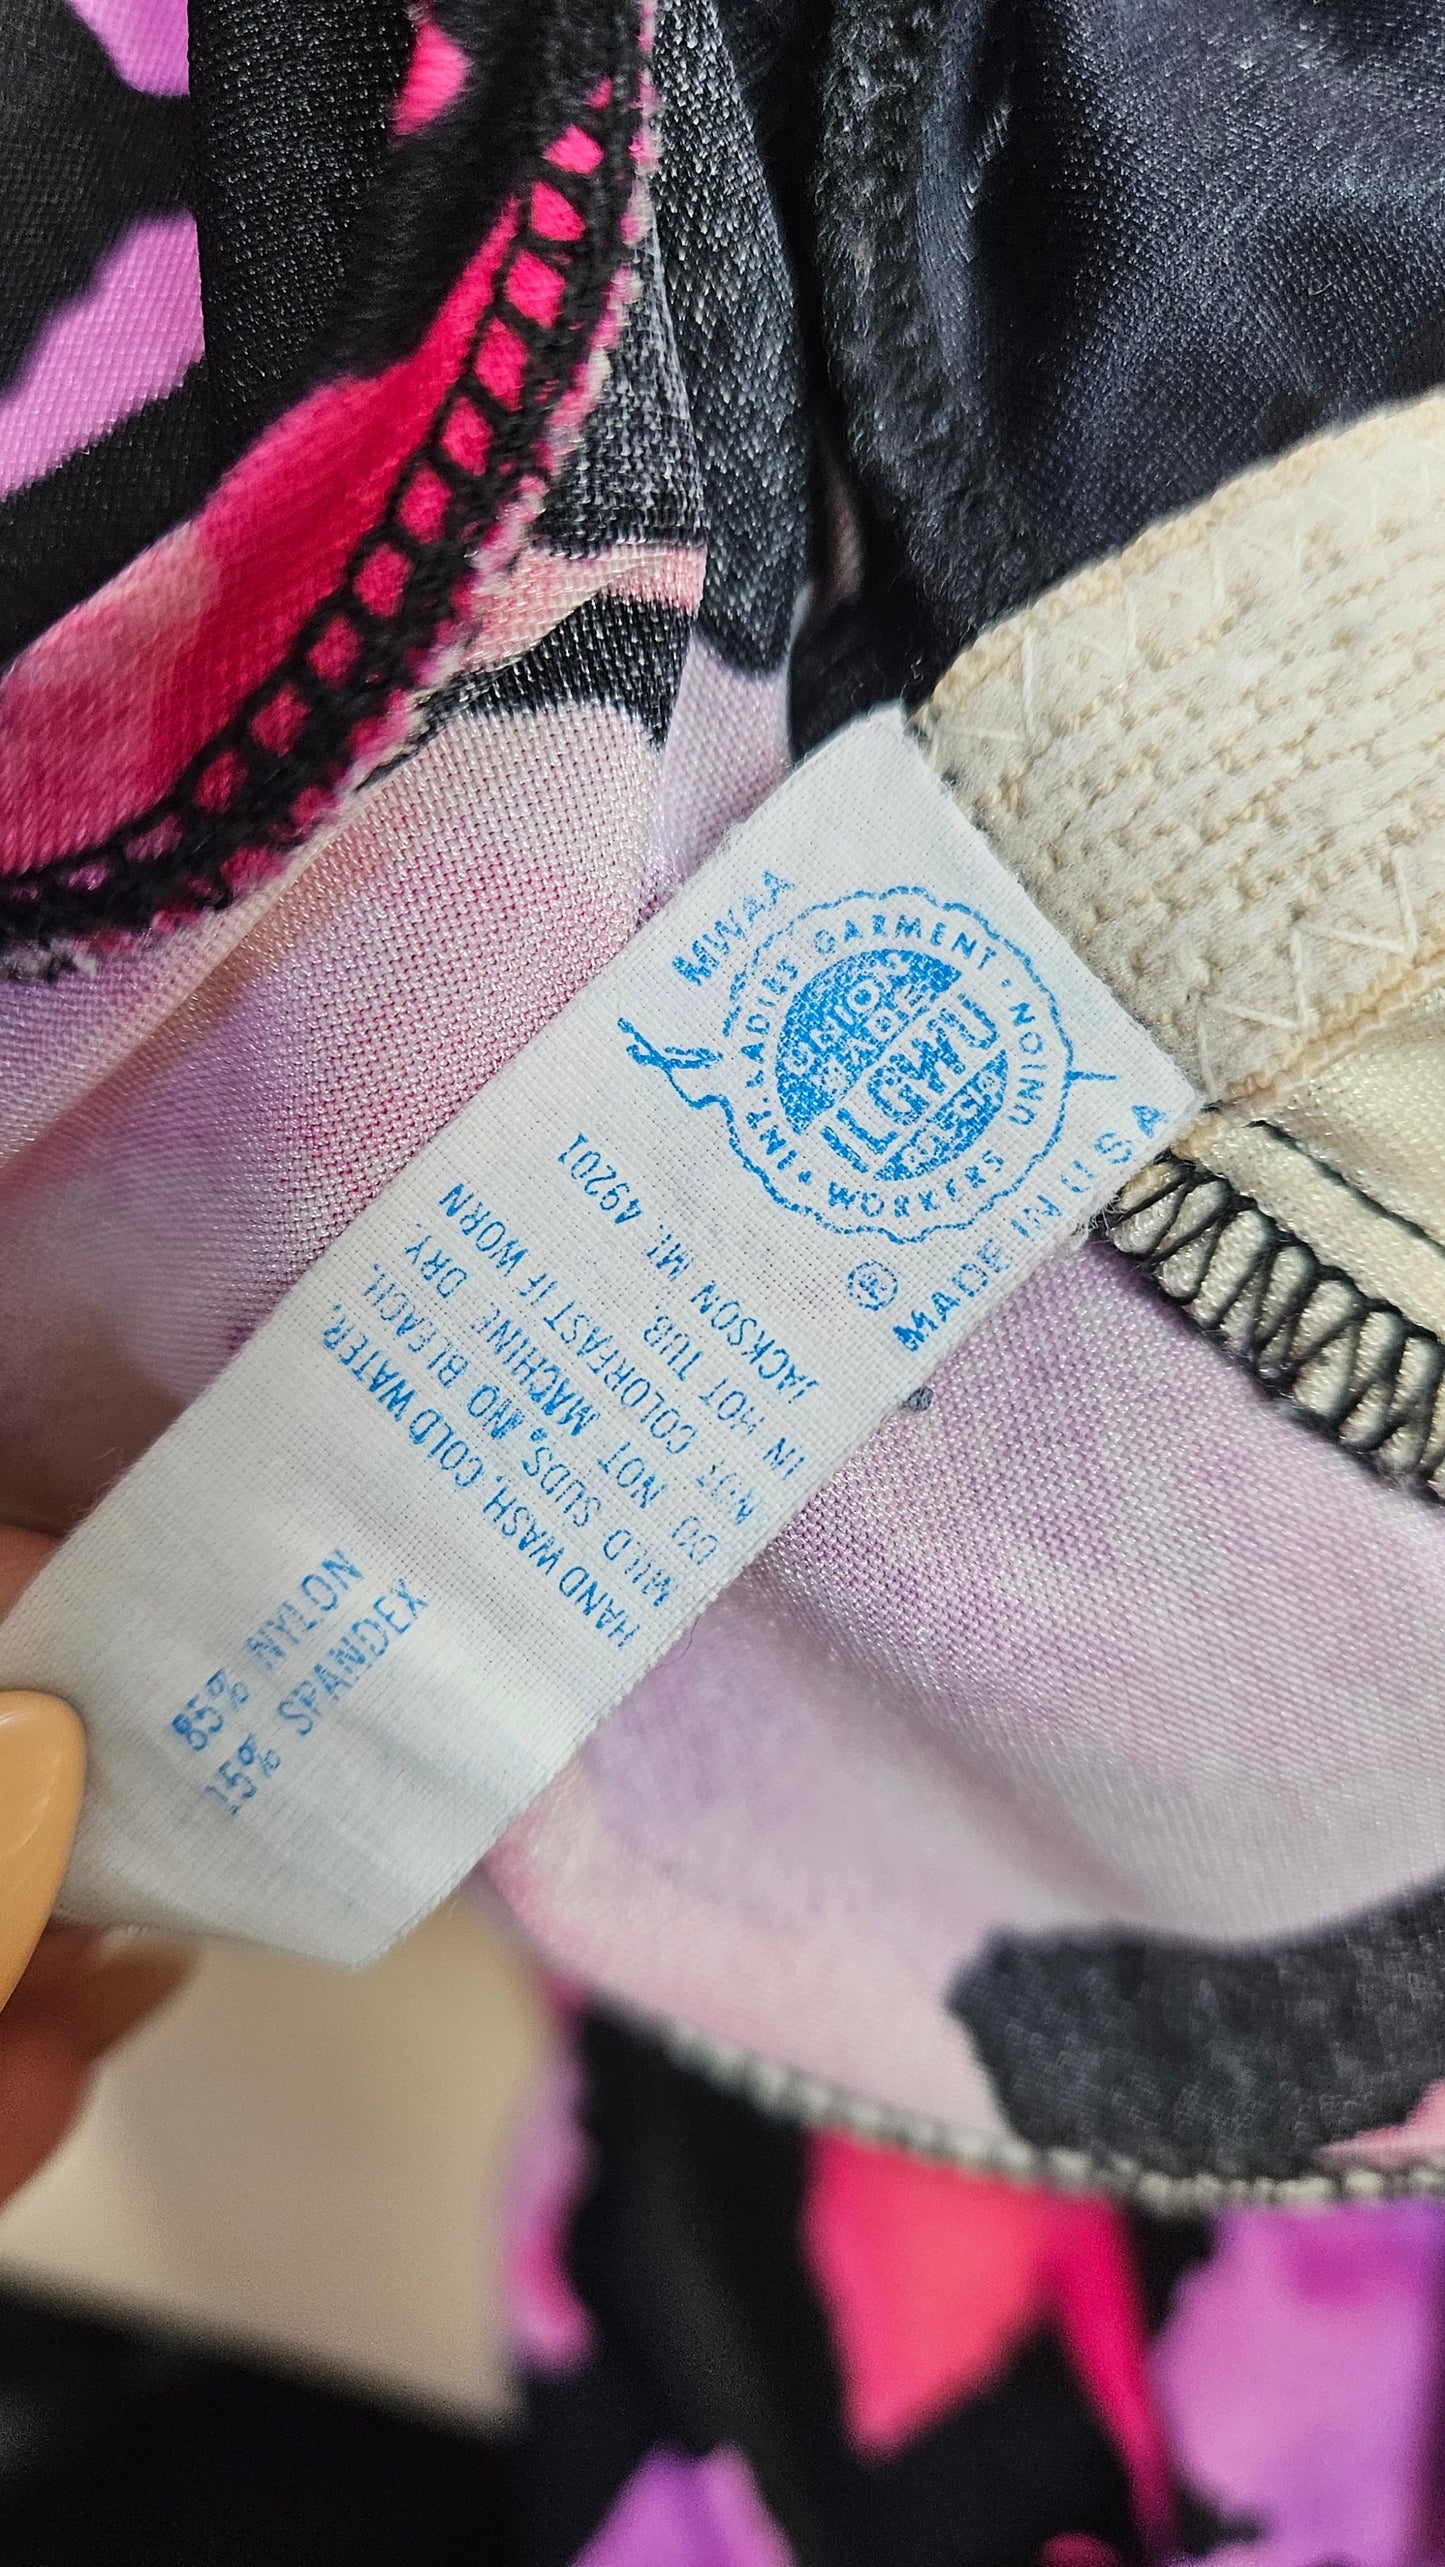 MWAA
INT. LADIES GARMENT
WORKERS UNION
UNION
MADE
ILGWU
®
MADE IN U S A
JACKSON MI. 49201
HAND WASH, COLD WATER.
MILD SUDS. NO BLEACH.
DO NOT MACHINE DRY.
NOT COLORFAST IF WORN
IN HOT TUB.
85% NYLON
15% SPANDEX